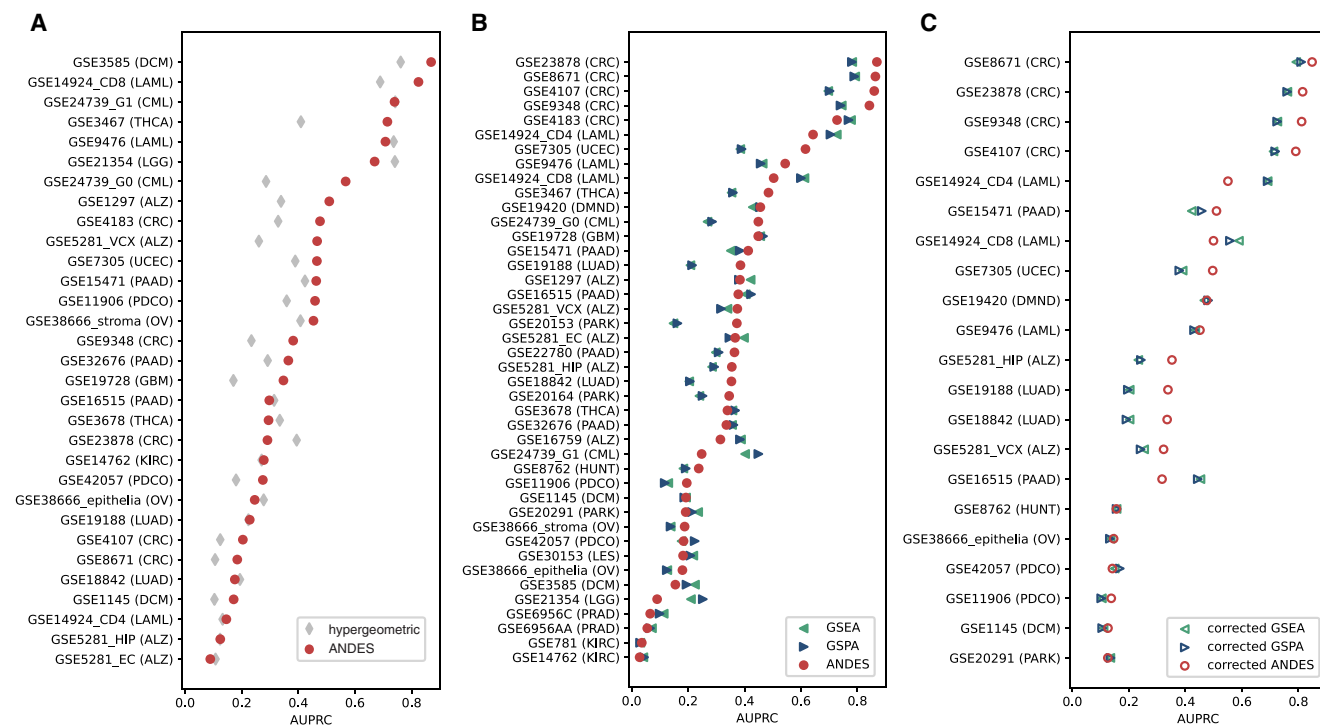 A
GSE3585 (DCM)
GSE14924_CD8 (LAML)
GSE24739_G1 (CML)
GSE3467 (THCA)
GSE9476 (LAML)
GSE21354 (LGG)
GSE24739_G0 (CML)
GSE1297 (ALZ)
GSE4183 (CRC)
GSE5281_VCX (ALZ)
GSE7305 (UCEC)
GSE15471 (PAAD)
GSE11906 (PDCO)
GSE38666_stroma (OV)
GSE9348 (CRC)
GSE32676 (PAAD)
GSE19728 (GBM)
GSE16515 (PAAD)
GSE3678 (THCA)
GSE23878 (CRC)
GSE14762 (KIRC)
GSE42057 (PDCO)
GSE38666_epithelia (OV)
GSE19188 (LUAD)
GSE4107 (CRC)
GSE8671 (CRC)
GSE18842 (LUAD)
GSE1145 (DCM)
GSE14924_CD4 (LAML)
GSE5281_HIP (ALZ)
GSE5281_EC (ALZ)
hypergeometric
ANDES
0.0 0.2 0.4 0.6 0.8
AUPRC
B
GSE23878 (CRC)
GSE8671 (CRC)
GSE4107 (CRC)
GSE9348 (CRC)
GSE4183 (CRC)
GSE14924_CD4 (LAML)
GSE7305 (UCEC)
GSE9476 (LAML)
GSE14924_CD8 (LAML)
GSE3467 (THCA)
GSE19420 (DMND)
GSE24739_G0 (CML)
GSE19728 (GBM)
GSE15471 (PAAD)
GSE19188 (LUAD)
GSE1297 (ALZ)
GSE16515 (PAAD)
GSE5281_VCX (ALZ)
GSE20153 (PARK)
GSE5281_EC (ALZ)
GSE22780 (PAAD)
GSE5281_HIP (ALZ)
GSE18842 (LUAD)
GSE20164 (PARK)
GSE3678 (THCA)
GSE32676 (PAAD)
GSE16759 (ALZ)
GSE24739_G1 (CML)
GSE8762 (HUNT)
GSE11906 (PDCO)
GSE1145 (DCM)
GSE20291 (PARK)
GSE38666_stroma (OV)
GSE42057 (PDCO)
GSE30153 (LES)
GSE38666_epithelia (OV)
GSE3585 (DCM)
GSE21354 (LGG)
GSE6956C (PRAD)
GSE6956AA (PRAD)
GSE781 (KIRC)
GSE14762 (KIRC)
GSEA
GSPA
ANDES
0.0 0.2 0.4 0.6 0.8
AUPRC
C
GSE8671 (CRC)
GSE23878 (CRC)
GSE9348 (CRC)
GSE4107 (CRC)
GSE14924_CD4 (LAML)
GSE15471 (PAAD)
GSE14924_CD8 (LAML)
GSE7305 (UCEC)
GSE19420 (DMND)
GSE9476 (LAML)
GSE5281_HIP (ALZ)
GSE19188 (LUAD)
GSE18842 (LUAD)
GSE5281_VCX (ALZ)
GSE16515 (PAAD)
GSE8762 (HUNT)
GSE38666_epithelia (OV)
GSE42057 (PDCO)
GSE11906 (PDCO)
GSE1145 (DCM)
GSE20291 (PARK)
corrected GSEA
corrected GSPA
corrected ANDES
0.0 0.2 0.4 0.6 0.8
AUPRC